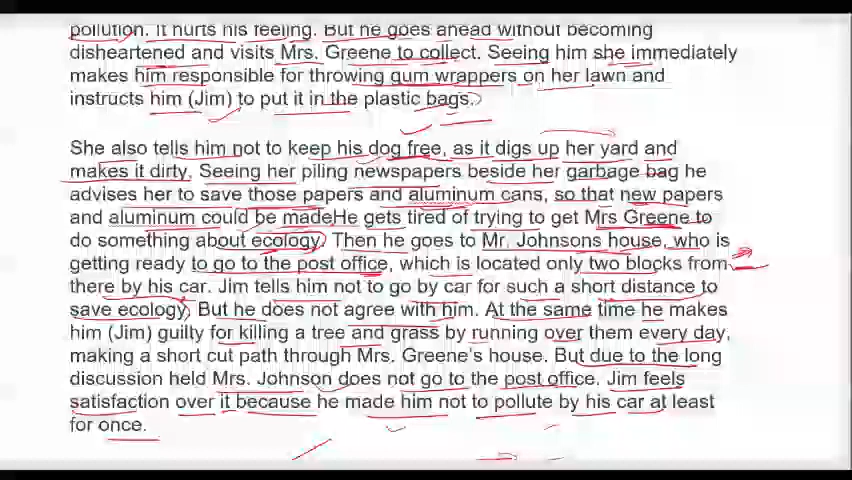 pollution. It hurts his feeling. But he goes ahead without becoming
disheartened and visits Mrs. Greene to collect. Seeing him she immediately
makes him responsible for throwing gum wrappers on her lawn and
instructs him (Jim) to put it in the plastic bags.
She also tells him not to keep his dog free, as it digs up her yard and
makes it dirty. Seeing her piling newspapers beside her garbage bag he
advises her to save those papers and aluminum cans, so that new papers
and aluminum could be made.He gets tired of trying to get Mrs Greene to
do something about ecology. Then he goes to Mr. Johnsons house, who is
getting ready to go to the post office, which is located only two blocks from
there by his car. Jim tells him not to go by car for such a short distance to
save ecology. But he does not agree with him. At the same time he makes
him (Jim) guilty for killing a tree and grass by running over them every day,
making a short cut path through Mrs. Greene's house. But due to the long
discussion held Mrs. Johnson does not go to the post office. Jim feels
satisfaction over it because he made him not to pollute by his car at least
for once.